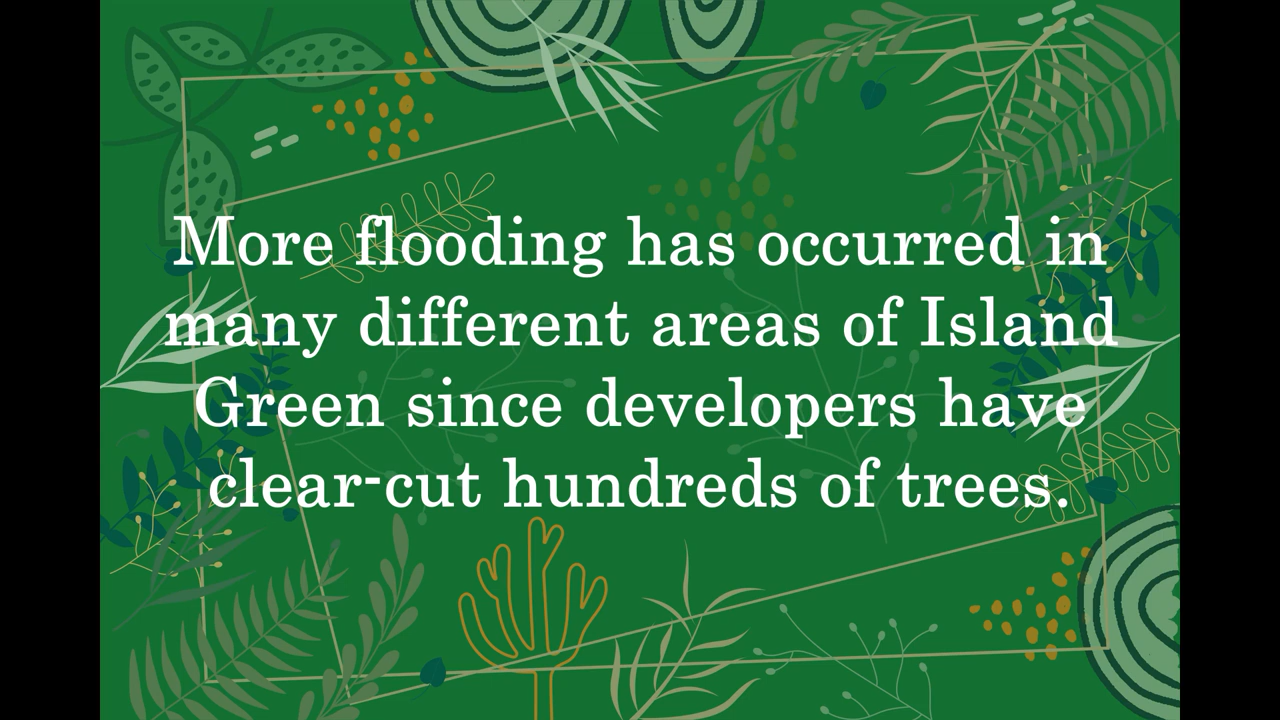 More flooding has occurred in
many different areas of Island
Green since developers have
clear-cut hundreds of trees.